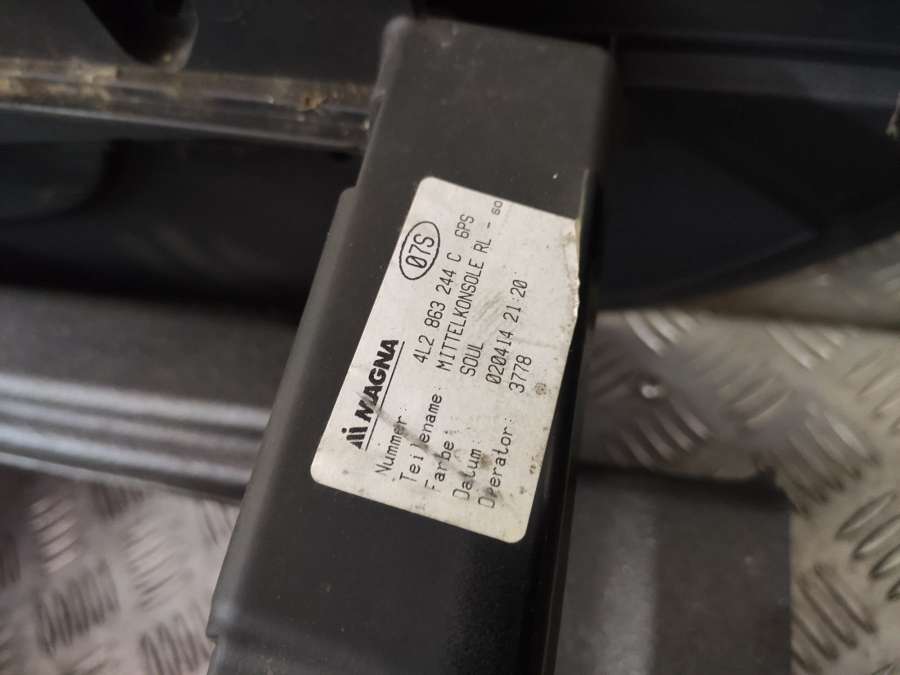 07S
MAGNA
Nummer: 4L2 863 244 C 6PS
Teilename: MITTELKONSOLE RL - so
Farbe: SOUL
Datum: 020414 21:20
Operator: 3778